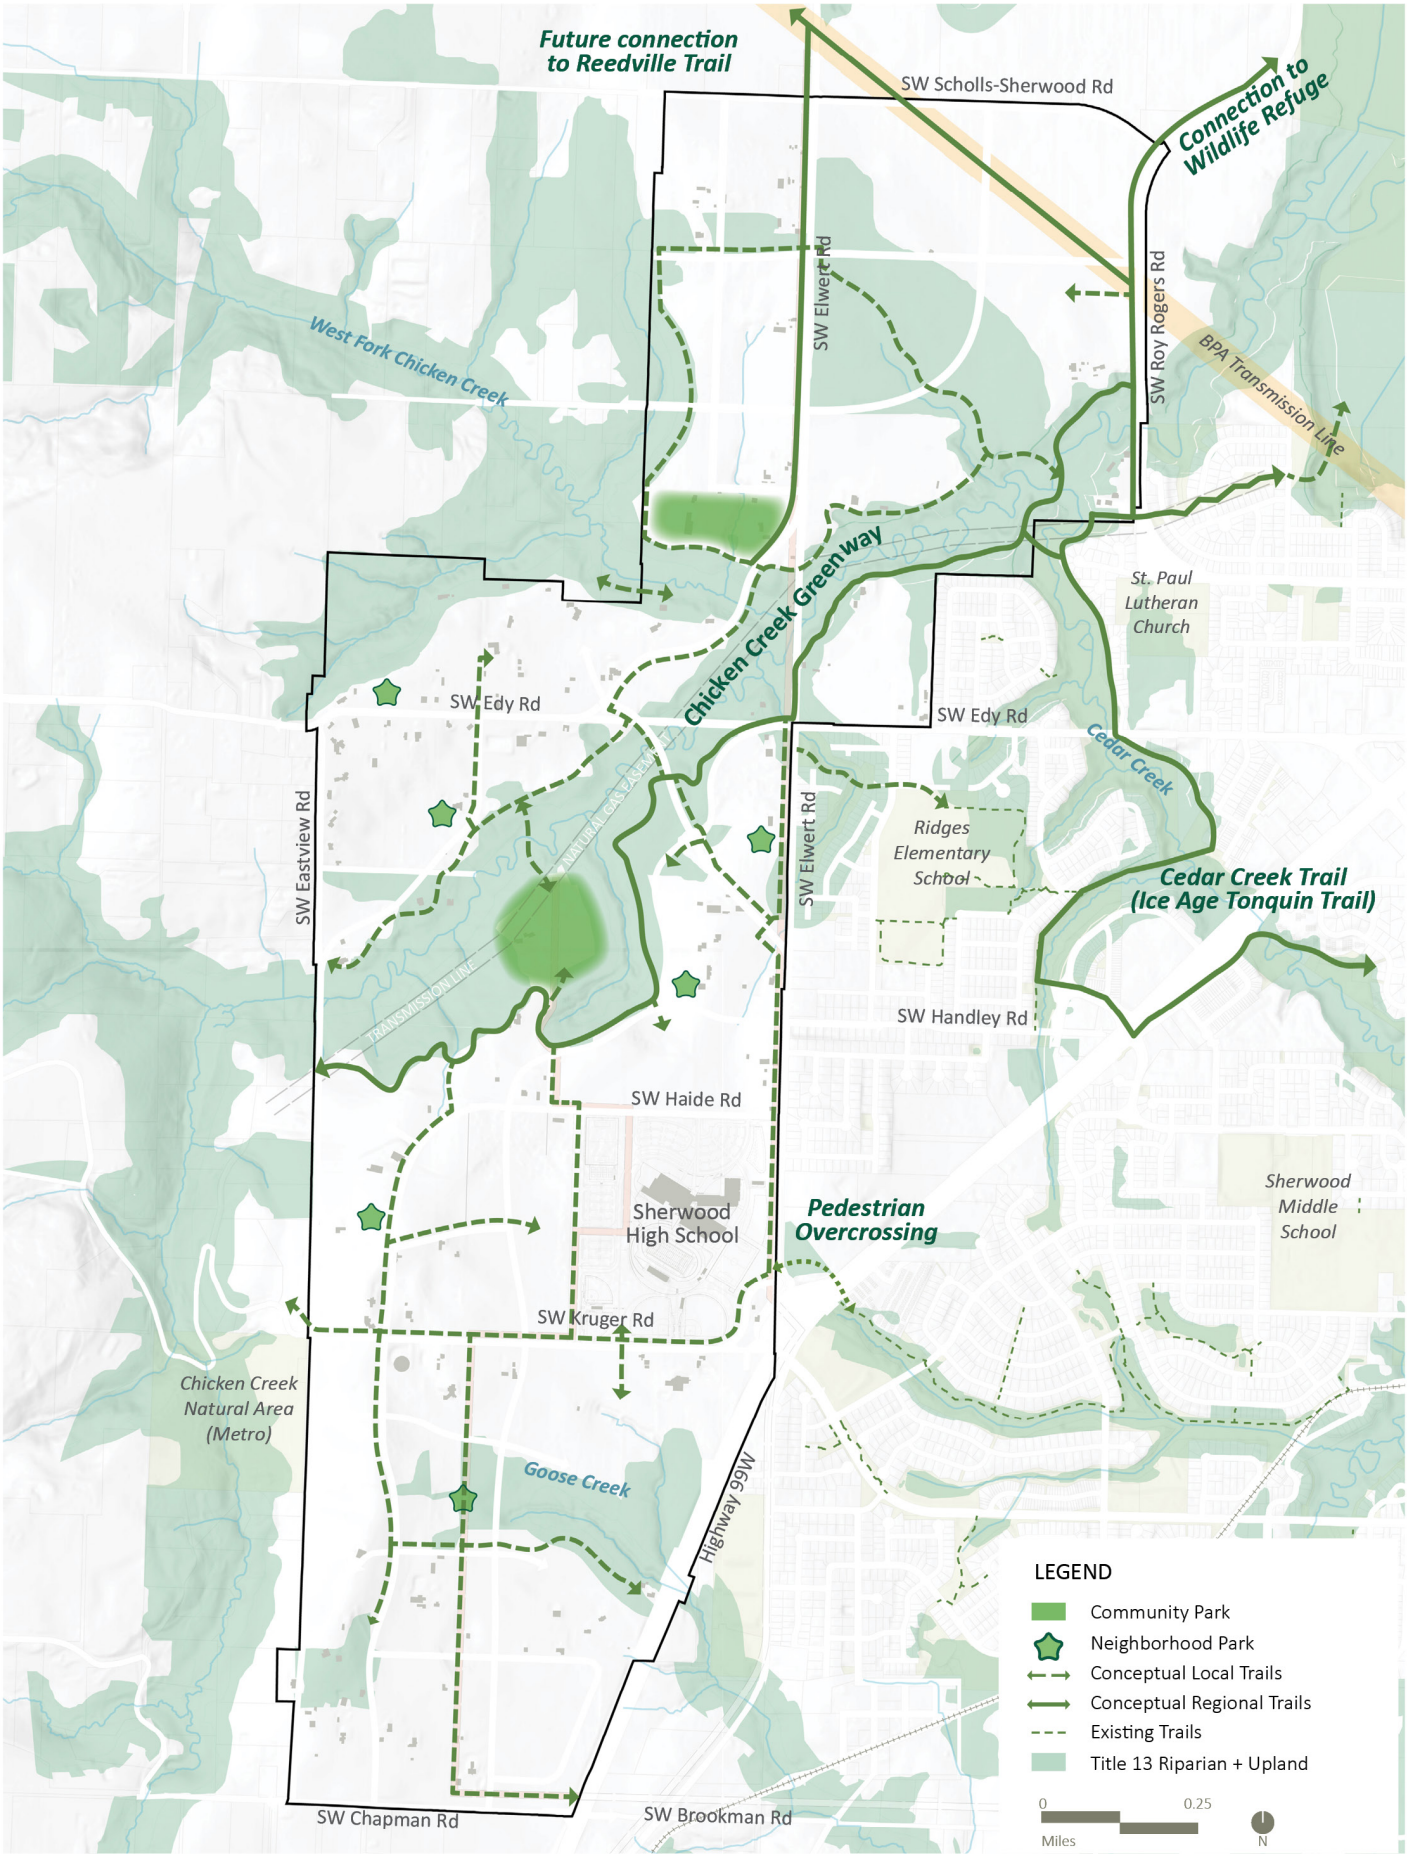 Future connection
to Reedville Trail
SW Scholls-Sherwood Rd
Connection to
Wildlife Refuge
SW Elwert Rd
SW Roy Rogers Rd
West Fork Chicken Creek
BPA Transmission Line
Chicken Creek Greenway
St. Paul
Lutheran
Church
SW Edy Rd
SW Edy Rd
Cedar Creek
NATURAL GAS EASEMENT
SW Eastview Rd
SW Elwert Rd
Ridges
Elementary
School
Cedar Creek Trail
(Ice Age Tonquin Trail)
TRANSMISSION LINE
SW Handley Rd
SW Haide Rd
Sherwood
High School
Pedestrian
Overcrossing
Sherwood
Middle
School
SW Kruger Rd
Chicken Creek
Natural Area
(Metro)
Goose Creek
Highway 99W
SW Chapman Rd
SW Brookman Rd
LEGEND
Community Park
Neighborhood Park
Conceptual Local Trails
Conceptual Regional Trails
Existing Trails
Title 13 Riparian + Upland
0 0.25
Miles
N